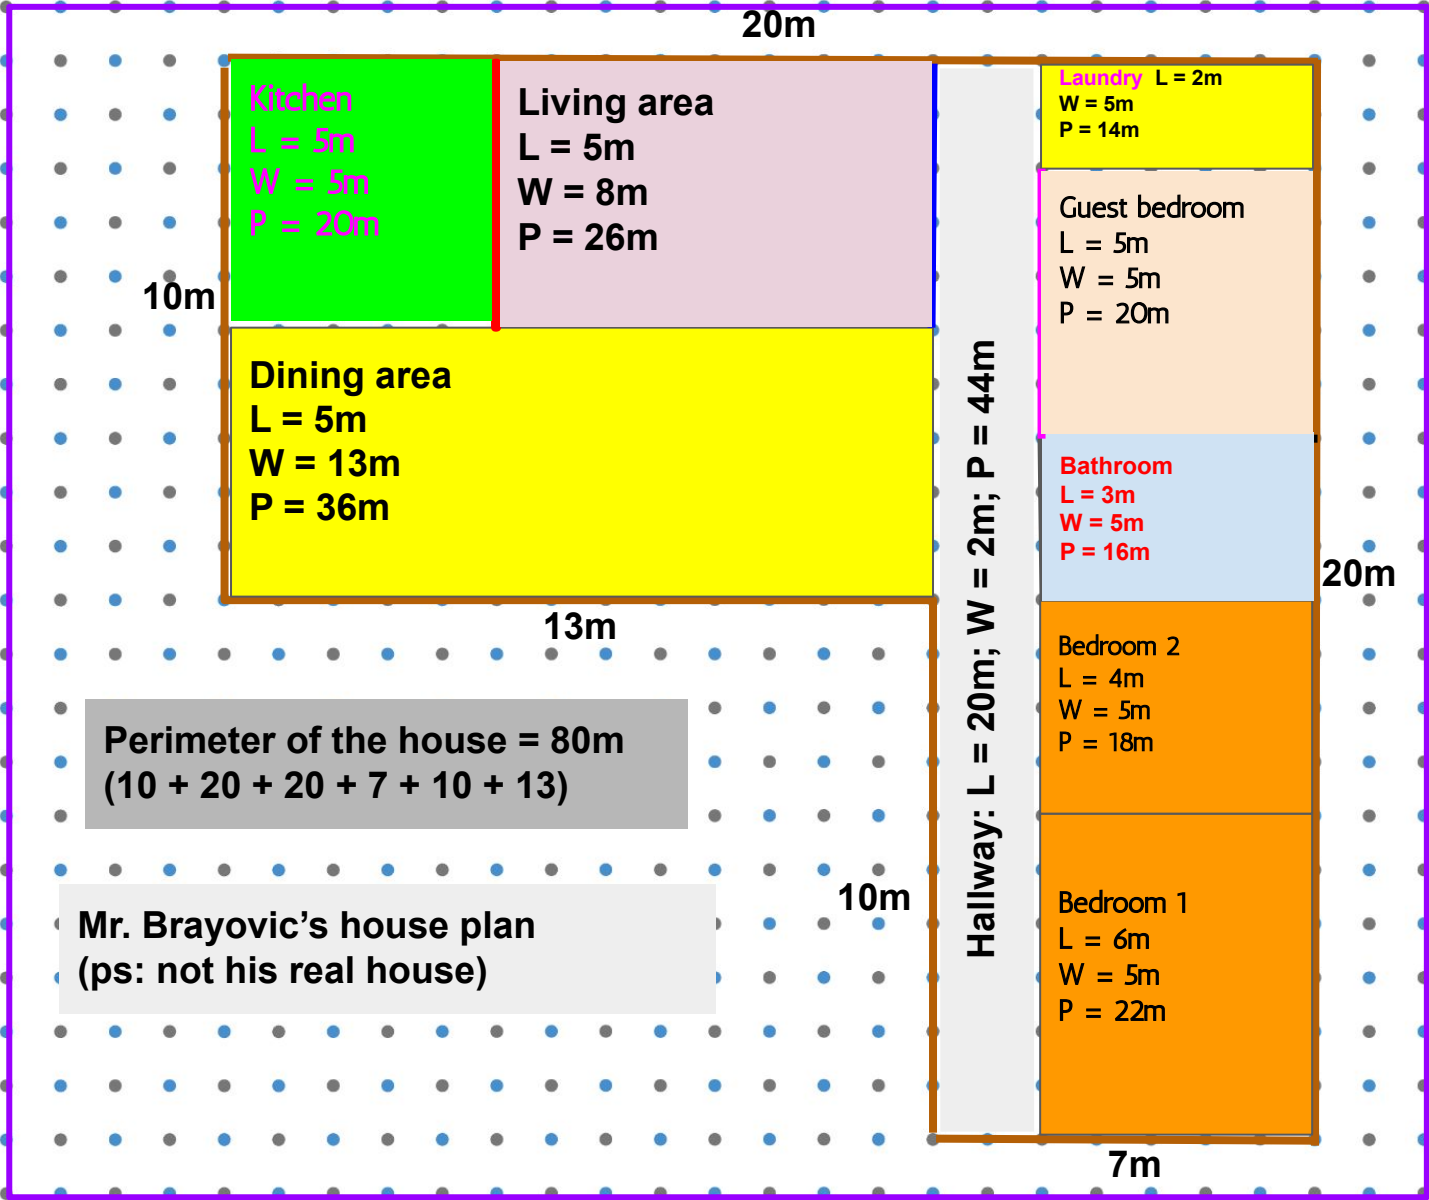 20m
Kitchen
L = 5m
W = 5m
P = 20m
Living area
L = 5m
W = 8m
P = 26m
Laundry L = 2m
W = 5m
P = 14m
Guest bedroom
L = 5m
W = 5m
P = 20m
10m
Dining area
L = 5m
W = 13m
P = 36m
Hallway: L = 20m; W = 2m; P = 44m
Bathroom
L = 3m
W = 5m
P = 16m
20m
13m
Bedroom 2
L = 4m
W = 5m
P = 18m
Perimeter of the house = 80m
(10 + 20 + 20 + 7 + 10 + 13)
10m
Bedroom 1
L = 6m
W = 5m
P = 22m
Mr. Brayovic’s house plan
(ps: not his real house)
7m